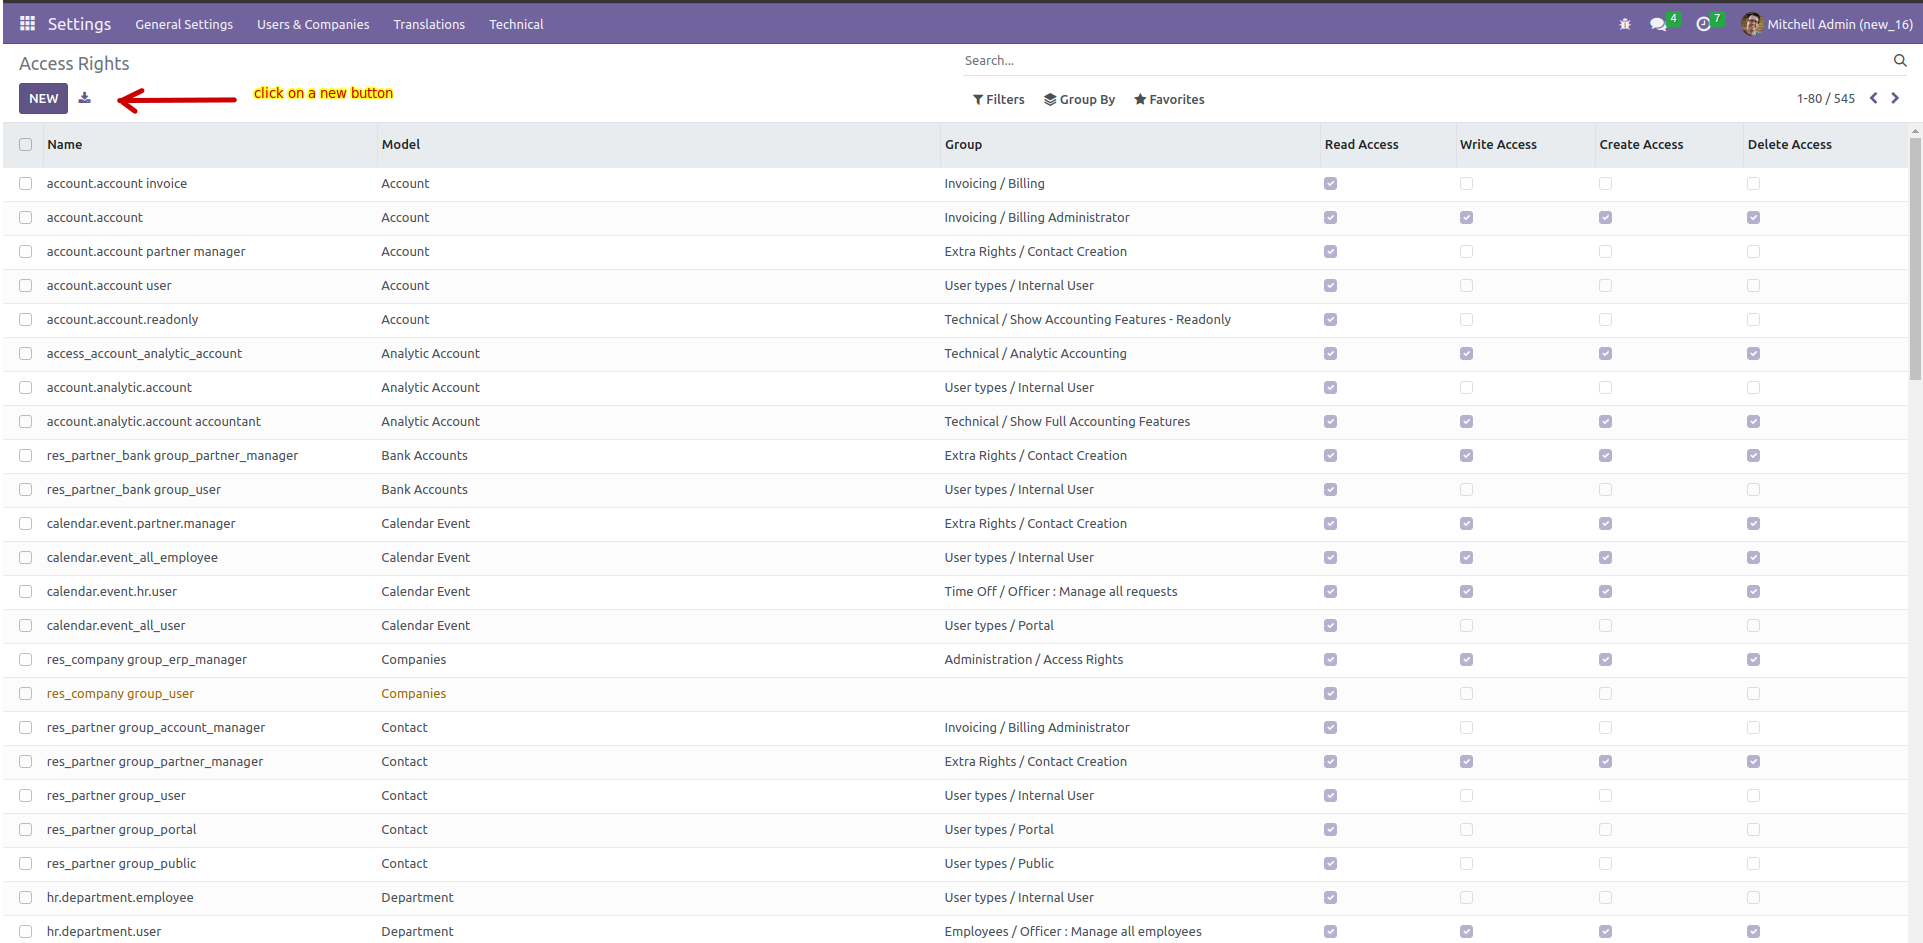 Settings General Settings Users & Companies Translations Technical 4 7 Mitchell Admin (new_16)
Access Rights Search...
NEW click on a new button Filters Group By Favorites 1-80 / 545
Name Model Group Read Access Write Access Create Access Delete Access
account.account invoice Account Invoicing / Billing
account.account Account Invoicing / Billing Administrator
account.account partner manager Account Extra Rights / Contact Creation
account.account user Account User types / Internal User
account.account.readonly Account Technical / Show Accounting Features - Readonly
access_account_analytic_account Analytic Account Technical / Analytic Accounting
account.analytic.account Analytic Account User types / Internal User
account.analytic.account accountant Analytic Account Technical / Show Full Accounting Features
res_partner_bank group_partner_manager Bank Accounts Extra Rights / Contact Creation
res_partner_bank group_user Bank Accounts User types / Internal User
calendar.event.partner.manager Calendar Event Extra Rights / Contact Creation
calendar.event_all_employee Calendar Event User types / Internal User
calendar.event.hr.user Calendar Event Time Off / Officer : Manage all requests
calendar.event_all_user Calendar Event User types / Portal
res_company group_erp_manager Companies Administration / Access Rights
res_company group_user Companies
res_partner group_account_manager Contact Invoicing / Billing Administrator
res_partner group_partner_manager Contact Extra Rights / Contact Creation
res_partner group_user Contact User types / Internal User
res_partner group_portal Contact User types / Portal
res_partner group_public Contact User types / Public
hr.department.employee Department User types / Internal User
hr.department.user Department Employees / Officer : Manage all employees